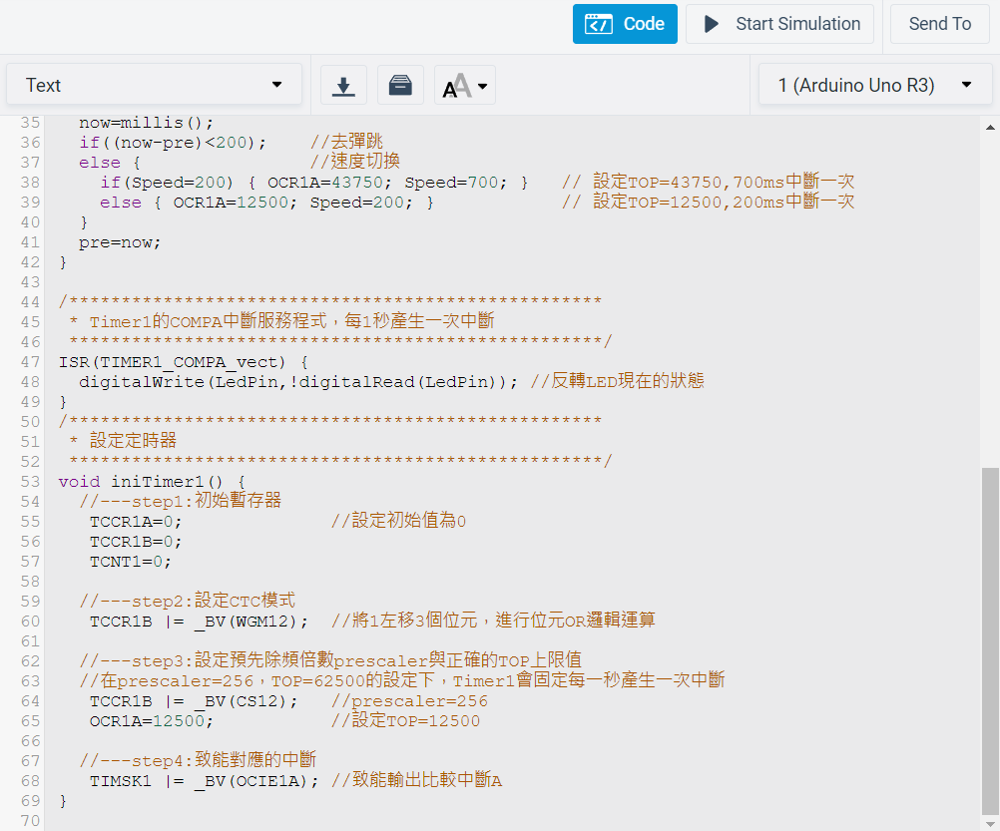 Code
Start Simulation
Send To
Text
1 (Arduino Uno R3)
35 now=millis();
36 if((now-pre)<200); //去彈跳
37 else { //速度切換
38 if(Speed=200) { OCR1A=43750; Speed=700; } // 設定TOP=43750,700ms中斷一次
39 else { OCR1A=12500; Speed=200; } // 設定TOP=12500,200ms中斷一次
40 }
41 pre=now;
42 }
43
44 /***************************************************
45 * Timer1的COMPA中斷服務程式，每1秒產生一次中斷
46 ***************************************************/
47 ISR(TIMER1_COMPA_vect) {
48 digitalWrite(LedPin,!digitalRead(LedPin)); //反轉LED現在的狀態
49 }
50 /***************************************************
51 * 設定定時器
52 ***************************************************/
53 void iniTimer1() {
54 //---step1:初始暫存器
55 TCCR1A=0; //設定初始值為0
56 TCCR1B=0;
57 TCNT1=0;
58
59 //---step2:設定CTC模式
60 TCCR1B |= _BV(WGM12); //將1左移3個位元，進行位元OR邏輯運算
61
62 //---step3:設定預先除頻倍數prescaler與正確的TOP上限值
63 //在prescaler=256，TOP=62500的設定下，Timer1會固定每一秒產生一次中斷
64 TCCR1B |= _BV(CS12); //prescaler=256
65 OCR1A=12500; //設定TOP=12500
66
67 //---step4:致能對應的中斷
68 TIMSK1 |= _BV(OCIE1A); //致能輸出比較中斷A
69 }
70